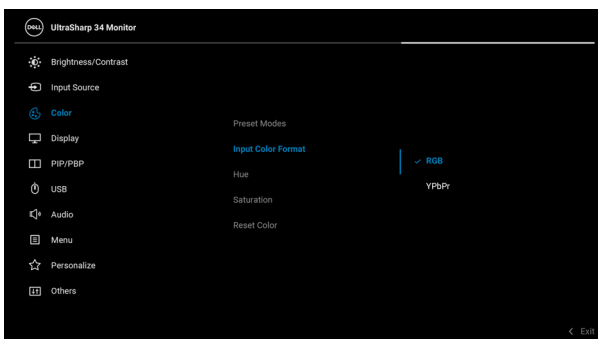 DELL
UltraSharp 34 Monitor
Brightness/Contrast
Input Source
Color
Display
PIP/PBP
USB
Audio
Menu
Personalize
Others
Preset Modes
Input Color Format
Hue
Saturation
Reset Color
RGB
YPbPr
Exit